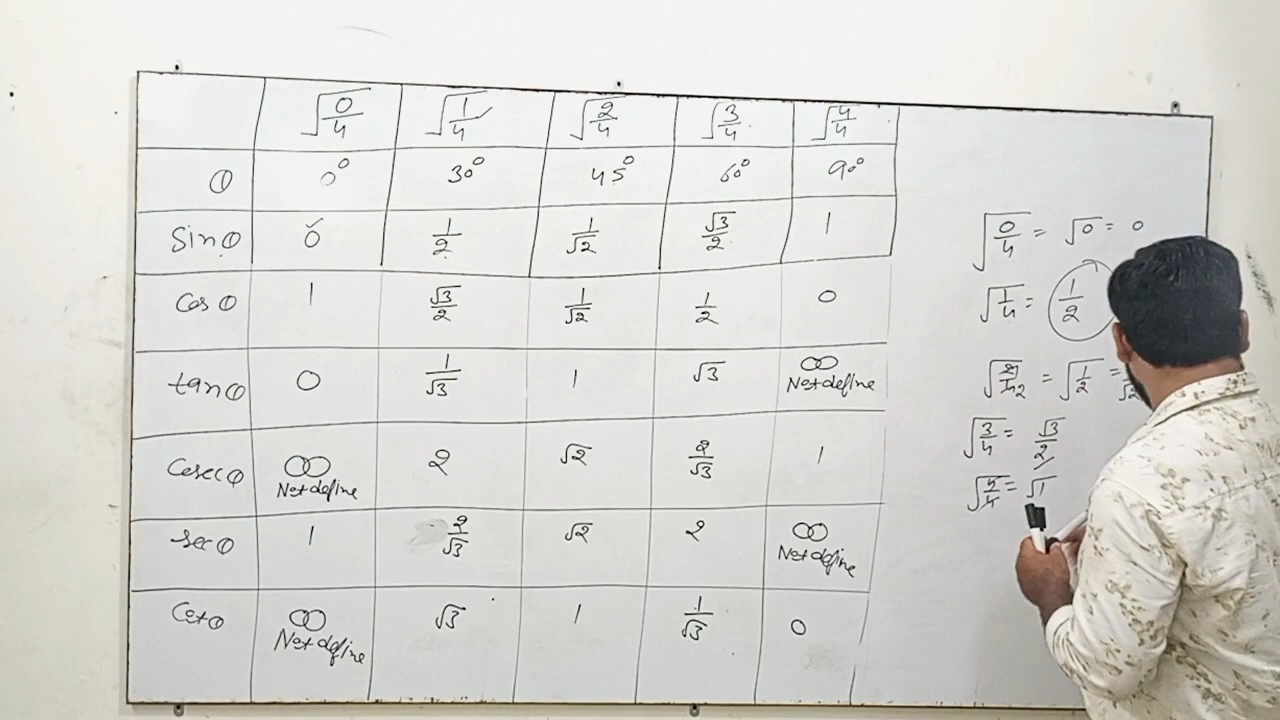 √0/4 √1/4 √2/4 √3/4 √4/4
θ 0° 30° 45° 60° 90°
Sinθ 0 1/2 1/√2 √3/2 1
Cosθ 1 √3/2 1/√2 1/2 0
tanθ 0 1/√3 1 √3 ∞ Not define
Cosecθ ∞ Not define 2 √2 2/√3 1
secθ 1 2/√3 √2 2 ∞ Not define
Cotθ ∞ Not define √3 1 1/√3 0
√0/4 = √0 = 0
√1/4 = 1/2
√2/4 2 = √1/2 = 1/√2
√3/4 = √3/2
√4/4 = √1